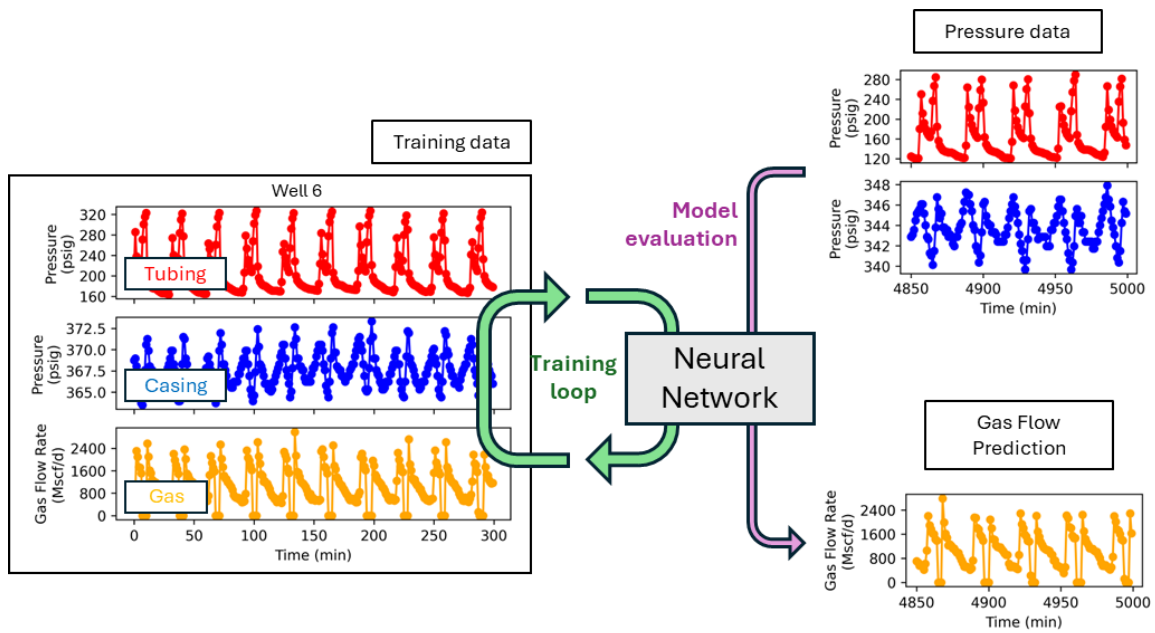 Training data
Well 6
Pressure
(psig)
320
280
240
200
160
Tubing
Pressure
(psig)
372.5
370.0
367.5
365.0
Casing
Gas Flow Rate
(Mscf/d)
2400
1600
800
0
Gas
0 50 100 150 200 250 300
Time (min)
Training
loop
Neural
Network
Model
evaluation
Pressure data
Pressure
(psig)
280
240
200
160
120
Pressure
(psig)
348
346
344
342
340
4850 4900 4950 5000
Time (min)
Gas Flow
Prediction
Gas Flow Rate
(Mscf/d)
2400
1600
800
0
4850 4900 4950 5000
Time (min)